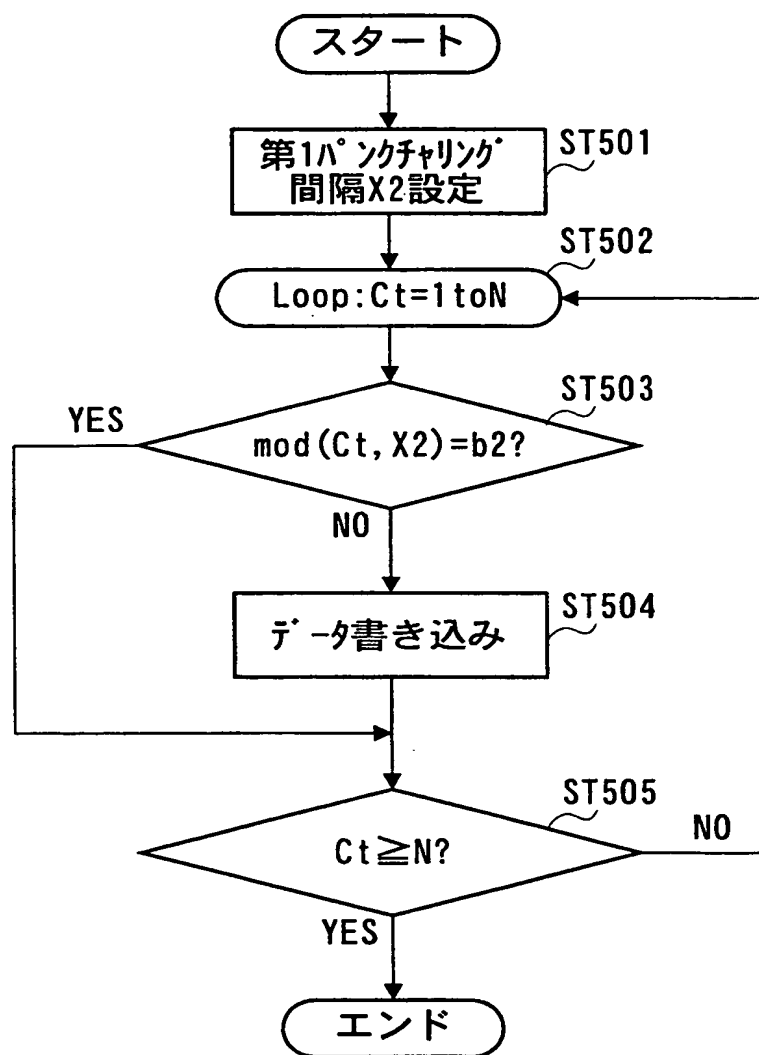 スタート
ST501
第1パンクチャリング
間隔X2設定
ST502
Loop:Ct=1toN
ST503
YES
mod(Ct,X2)=b2?
NO
ST504
データ書き込み
ST505
Ct≧N?
NO
YES
エンド